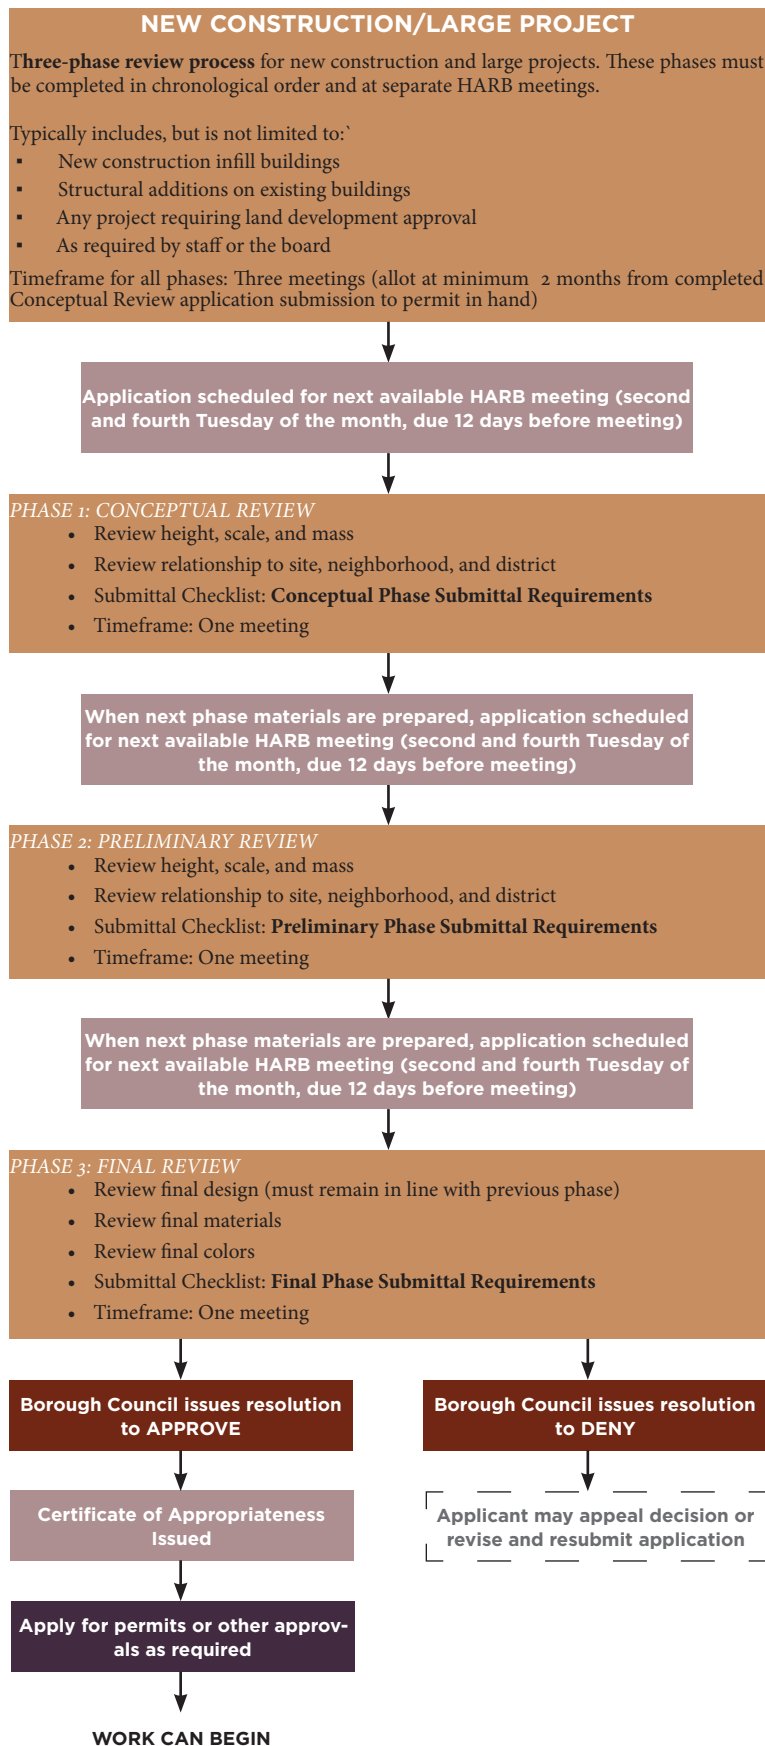 NEW CONSTRUCTION/LARGE PROJECT
Three-phase review process for new construction and large projects. These phases must
be completed in chronological order and at separate HARB meetings.
Typically includes, but is not limited to:`
▪ New construction infill buildings
▪ Structural additions on existing buildings
▪ Any project requiring land development approval
▪ As required by staff or the board
Timeframe for all phases: Three meetings (allot at minimum 2 months from completed
Conceptual Review application submission to permit in hand)
Application scheduled for next available HARB meeting (second
and fourth Tuesday of the month, due 12 days before meeting)
PHASE 1: CONCEPTUAL REVIEW
• Review height, scale, and mass
• Review relationship to site, neighborhood, and district
• Submittal Checklist: Conceptual Phase Submittal Requirements
• Timeframe: One meeting
When next phase materials are prepared, application scheduled
for next available HARB meeting (second and fourth Tuesday of
the month, due 12 days before meeting)
PHASE 2: PRELIMINARY REVIEW
• Review height, scale, and mass
• Review relationship to site, neighborhood, and district
• Submittal Checklist: Preliminary Phase Submittal Requirements
• Timeframe: One meeting
When next phase materials are prepared, application scheduled
for next available HARB meeting (second and fourth Tuesday of
the month, due 12 days before meeting)
PHASE 3: FINAL REVIEW
• Review final design (must remain in line with previous phase)
• Review final materials
• Review final colors
• Submittal Checklist: Final Phase Submittal Requirements
• Timeframe: One meeting
Borough Council issues resolution
to APPROVE
Borough Council issues resolution
to DENY
Certificate of Appropriateness
Issued
Applicant may appeal decision or
revise and resubmit application
Apply for permits or other approv-
als as required
WORK CAN BEGIN